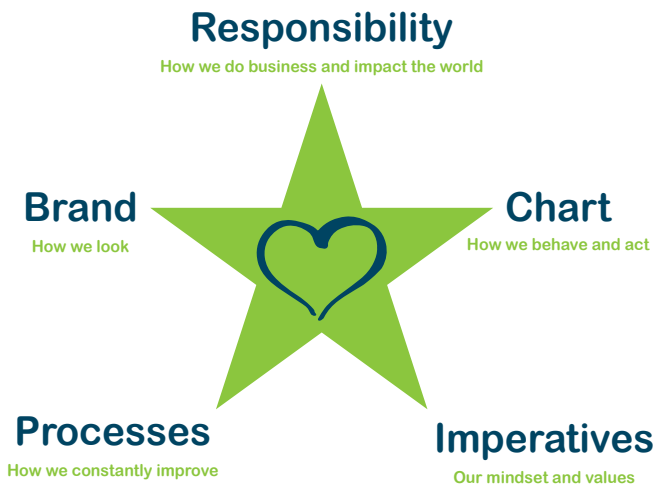 Responsibility
How we do business and impact the world
Brand
How we look
Chart
How we behave and act
Processes
How we constantly improve
Imperatives
Our mindset and values